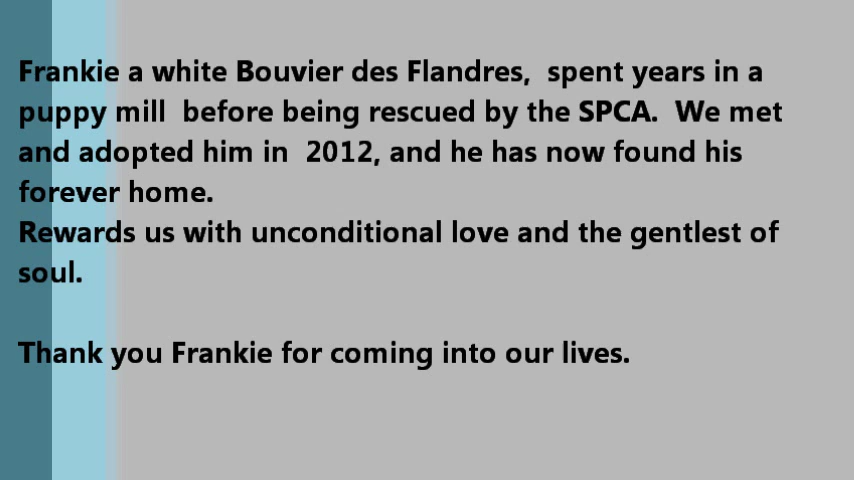 Frankie a white Bouvier des Flandres,  spent years in a
puppy mill  before being rescued by the SPCA.  We met
and adopted him in  2012, and he has now found his
forever home.
Rewards us with unconditional love and the gentlest of
soul.
Thank you Frankie for coming into our lives.